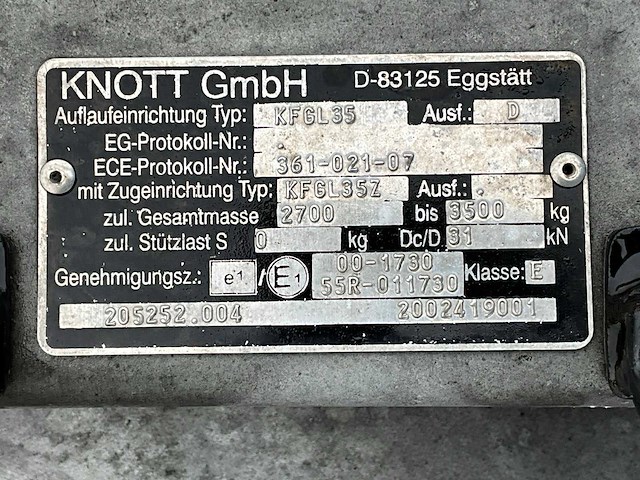 KNOTT GmbH D-83125 Eggstätt
Auflaufeinrichtung Typ: KFGL35 Ausf.: D
EG-Protokoll-Nr.:
ECE-Protokoll-Nr.: 361-021-07
mit Zugeinrichtung Typ: KFGL35Z Ausf.:
zul. Gesamtmasse 2700 bis 3500 kg
zul. Stützlast S 0 kg Dc/D 31 kN
Genehmigungsz.: e1 / E1 00-1730 Klasse: E
55R-011730
205252.004 2002419001